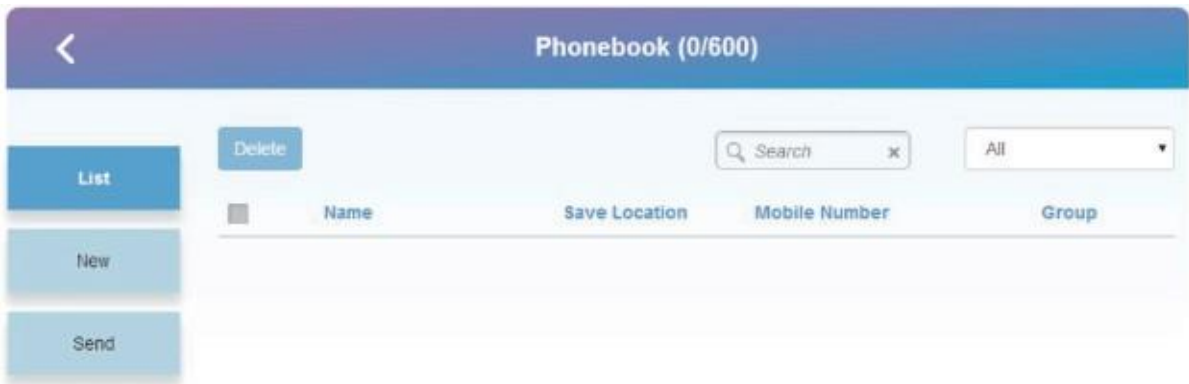 Phonebook (0/600)
Delete
Search
All
List
Name Save Location Mobile Number Group
New
Send